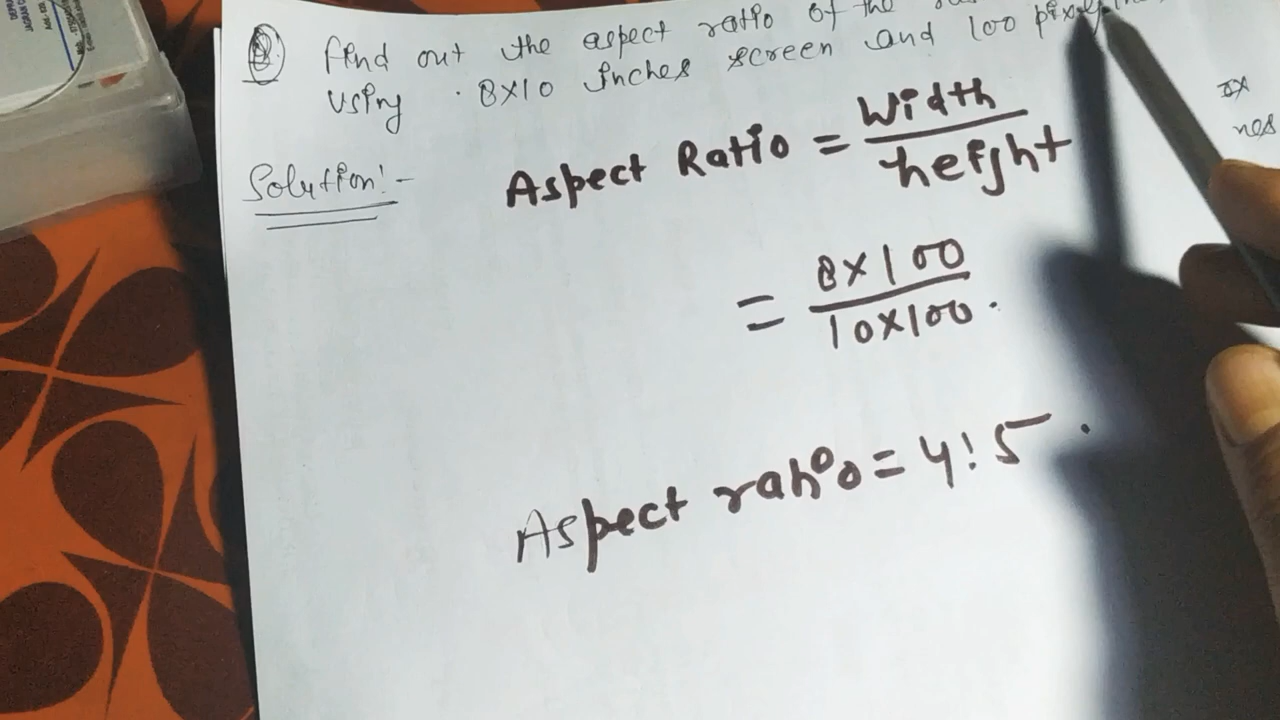 Q Find out the aspect ratio of the
using 8X10 inches screen and 100 pixel
Solution:- Aspect Ratio = Width
height
= 8X100
10X100.
Aspect ratio = 4:5.